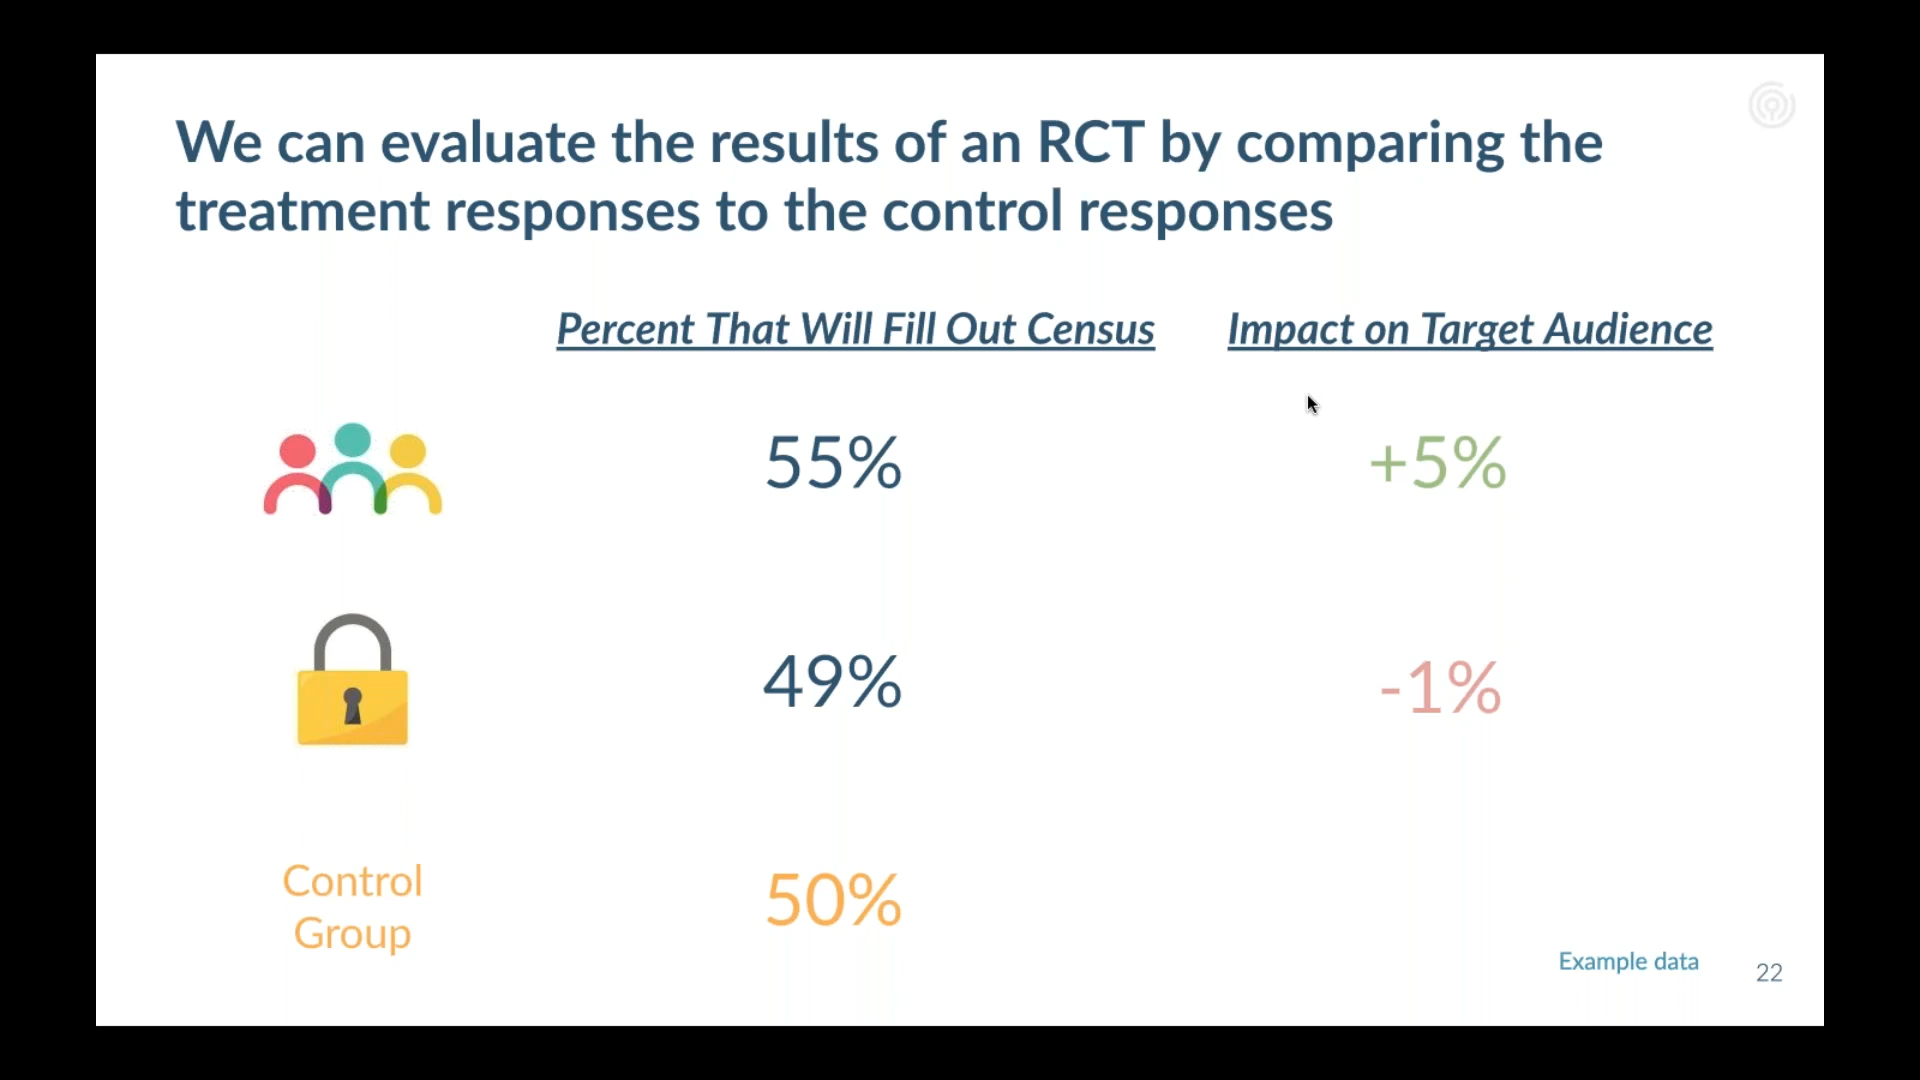 We can evaluate the results of an RCT by comparing the
treatment responses to the control responses
Percent That Will Fill Out Census
Impact on Target Audience
55%
+5%
49%
-1%
Control
Group
50%
Example data
22